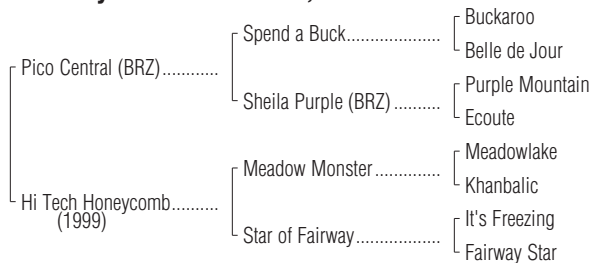 Buckaroo
Spend a Buck..................
Belle de Jour
Pico Central (BRZ)............
Purple Mountain
Sheila Purple (BRZ) ..........
Ecoute
Meadowlake
Meadow Monster...............
Khanbalic
Hi Tech Honeycomb..........
(1999)
It's Freezing
Star of Fairway...................
Fairway Star